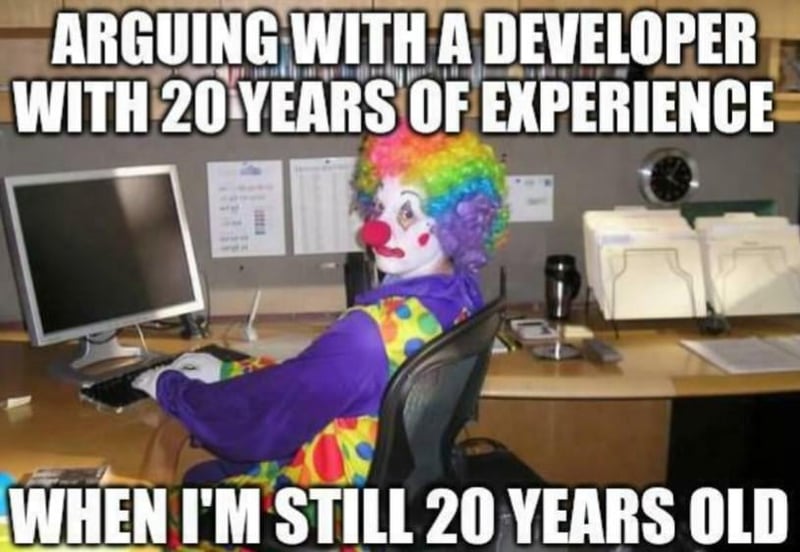 ARGUING WITH A DEVELOPER
WITH 20 YEARS OF EXPERIENCE
WHEN I'M STILL 20 YEARS OLD